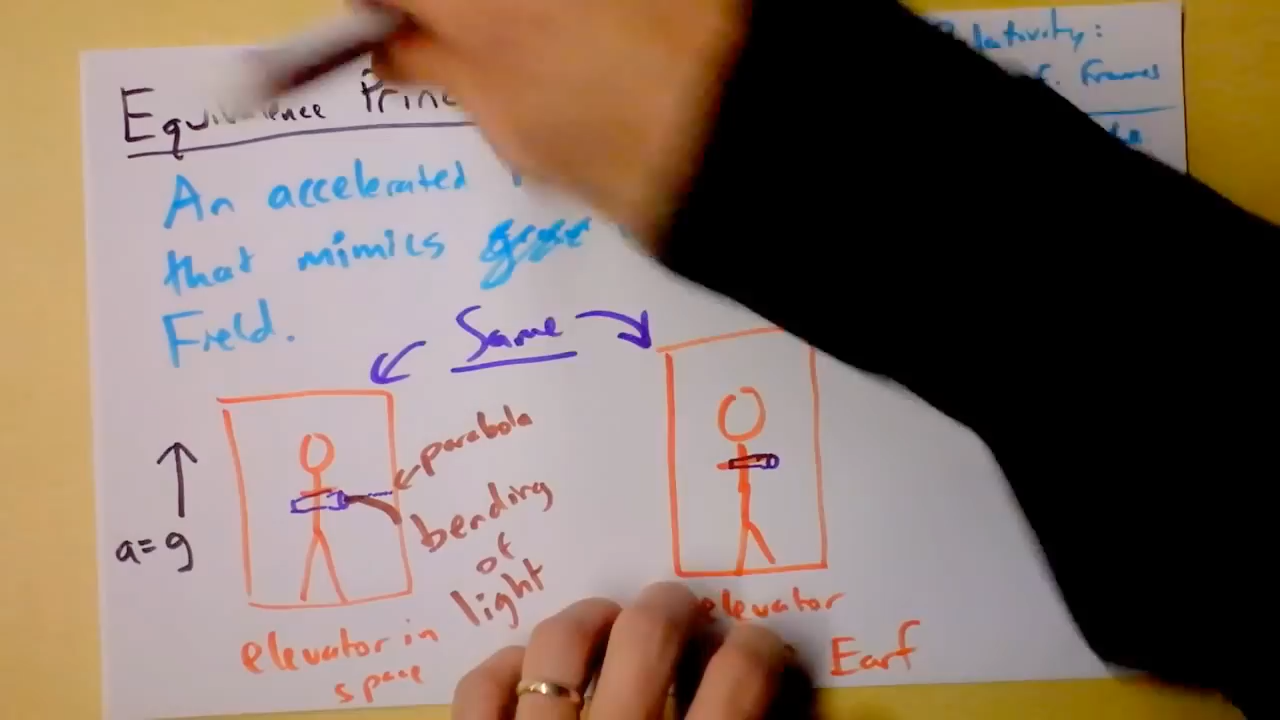 Equivalence Princ
An accelerated
that mimics
Field.
Same
parabola
bending
of
light
a=g
elevator in
space
elevator
Earf
Relativity:
Frames